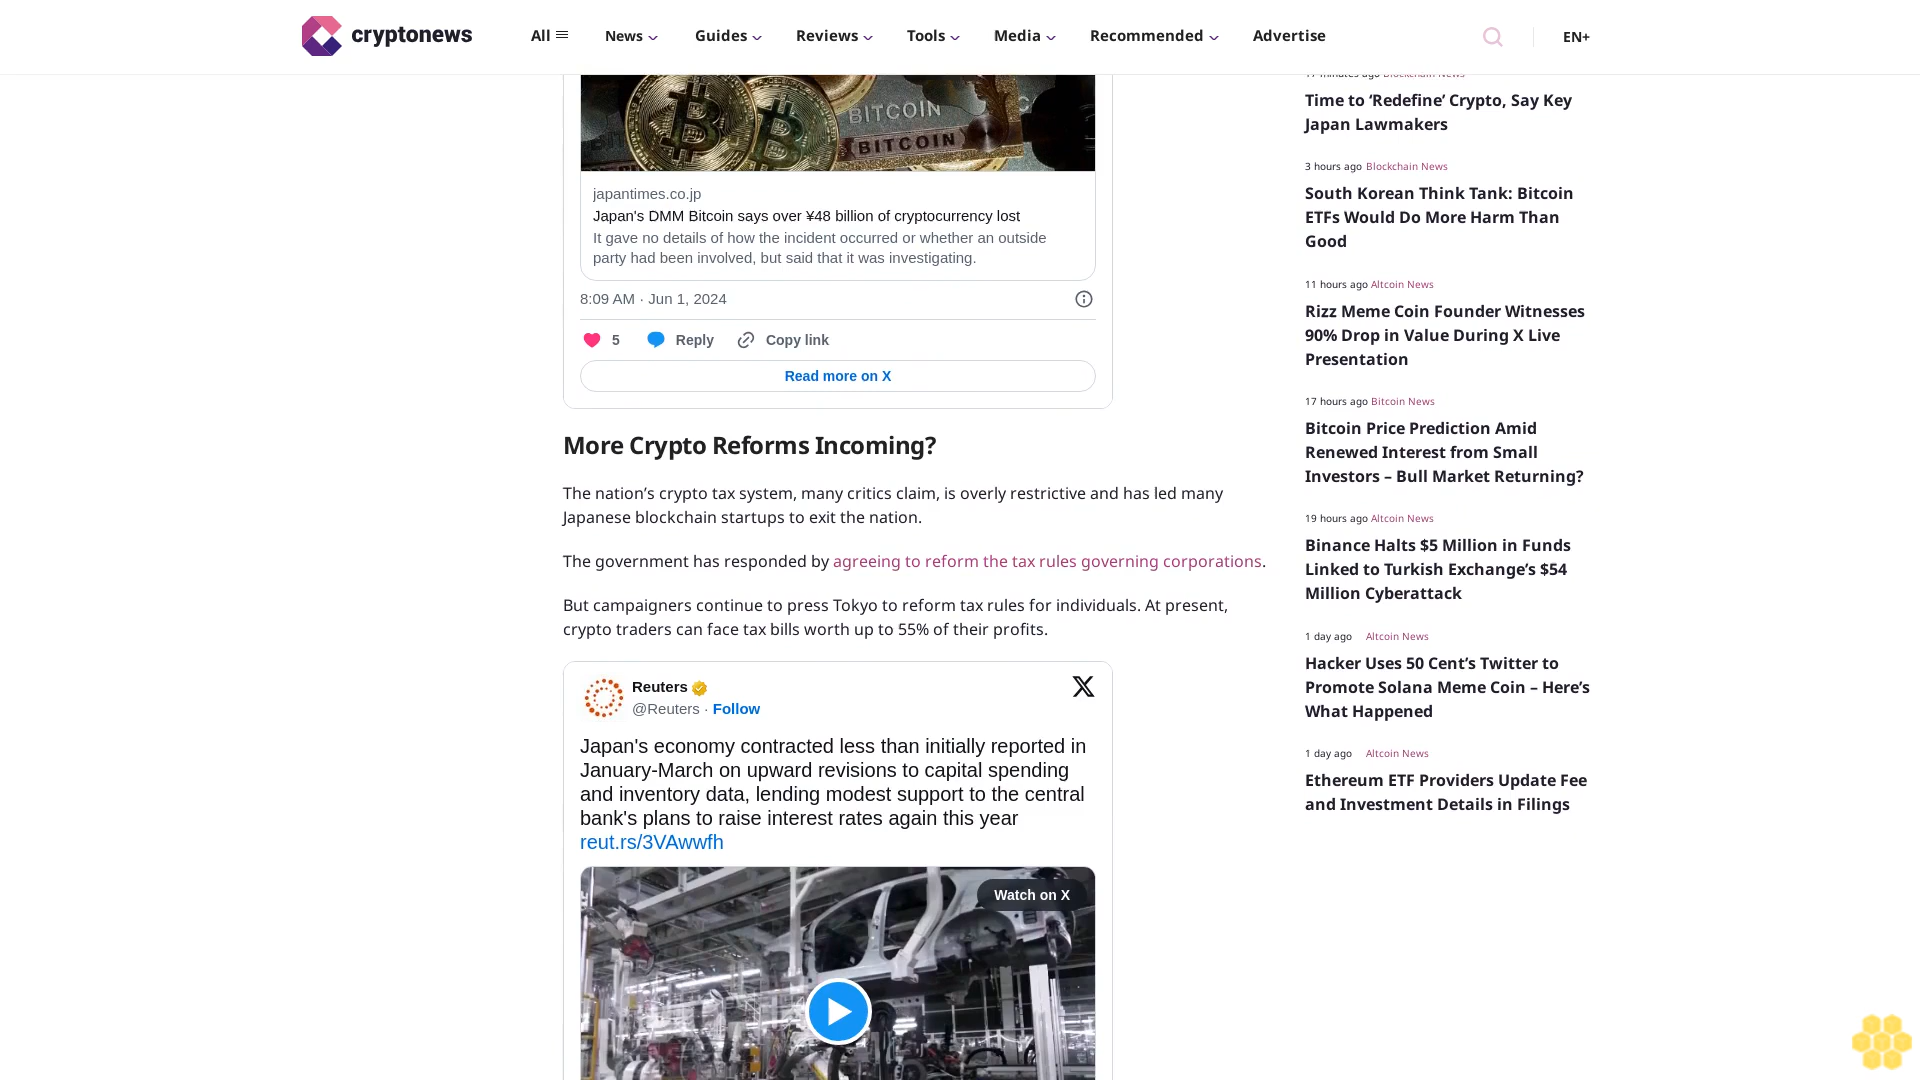 cryptonews
All
News
Guides
Reviews
Tools
Media
Recommended
Advertise
EN+
BITCOIN
BITCOIN
japantimes.co.jp
Japan's DMM Bitcoin says over ¥48 billion of cryptocurrency lost
It gave no details of how the incident occurred or whether an outside
party had been involved, but said that it was investigating.
8:09 AM · Jun 1, 2024
5
Reply
Copy link
Read more on X
More Crypto Reforms Incoming?
The nation’s crypto tax system, many critics claim, is overly restrictive and has led many
Japanese blockchain startups to exit the nation.
The government has responded by agreeing to reform the tax rules governing corporations.
But campaigners continue to press Tokyo to reform tax rules for individuals. At present,
crypto traders can face tax bills worth up to 55% of their profits.
Reuters
@Reuters · Follow
Japan's economy contracted less than initially reported in
January-March on upward revisions to capital spending
and inventory data, lending modest support to the central
bank's plans to raise interest rates again this year
reut.rs/3VAwwfh
Watch on X
17 minutes ago Blockchain News
Time to ‘Redefine’ Crypto, Say Key
Japan Lawmakers
3 hours ago Blockchain News
South Korean Think Tank: Bitcoin
ETFs Would Do More Harm Than
Good
11 hours ago Altcoin News
Rizz Meme Coin Founder Witnesses
90% Drop in Value During X Live
Presentation
17 hours ago Bitcoin News
Bitcoin Price Prediction Amid
Renewed Interest from Small
Investors – Bull Market Returning?
19 hours ago Altcoin News
Binance Halts $5 Million in Funds
Linked to Turkish Exchange’s $54
Million Cyberattack
1 day ago Altcoin News
Hacker Uses 50 Cent’s Twitter to
Promote Solana Meme Coin – Here’s
What Happened
1 day ago Altcoin News
Ethereum ETF Providers Update Fee
and Investment Details in Filings